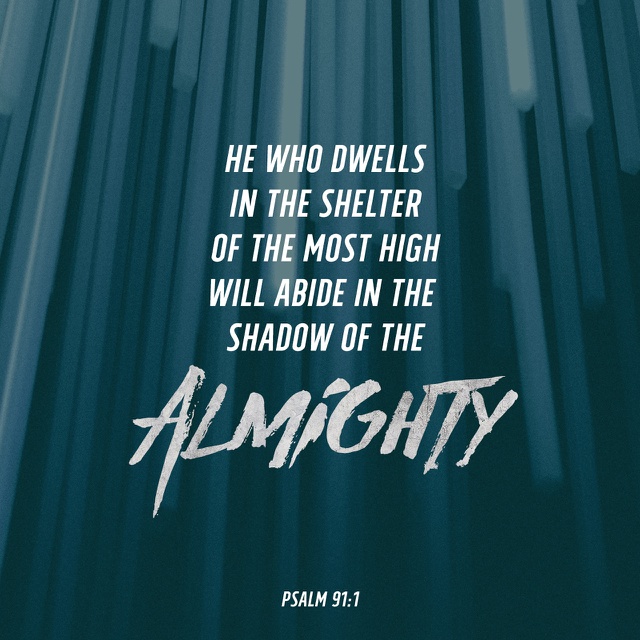 HE WHO DWELLS
IN THE SHELTER
OF THE MOST HIGH
WILL ABIDE IN THE
SHADOW OF THE
ALMIGHTY
PSALM 91:1